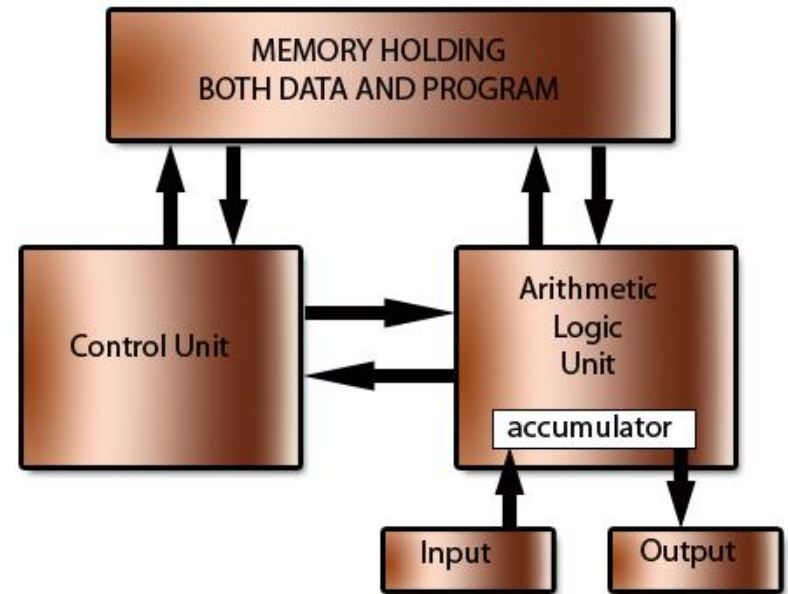 MEMORY HOLDING
BOTH DATA AND PROGRAM
Control Unit
Arithmetic
Logic
Unit
accumulator
Input
Output